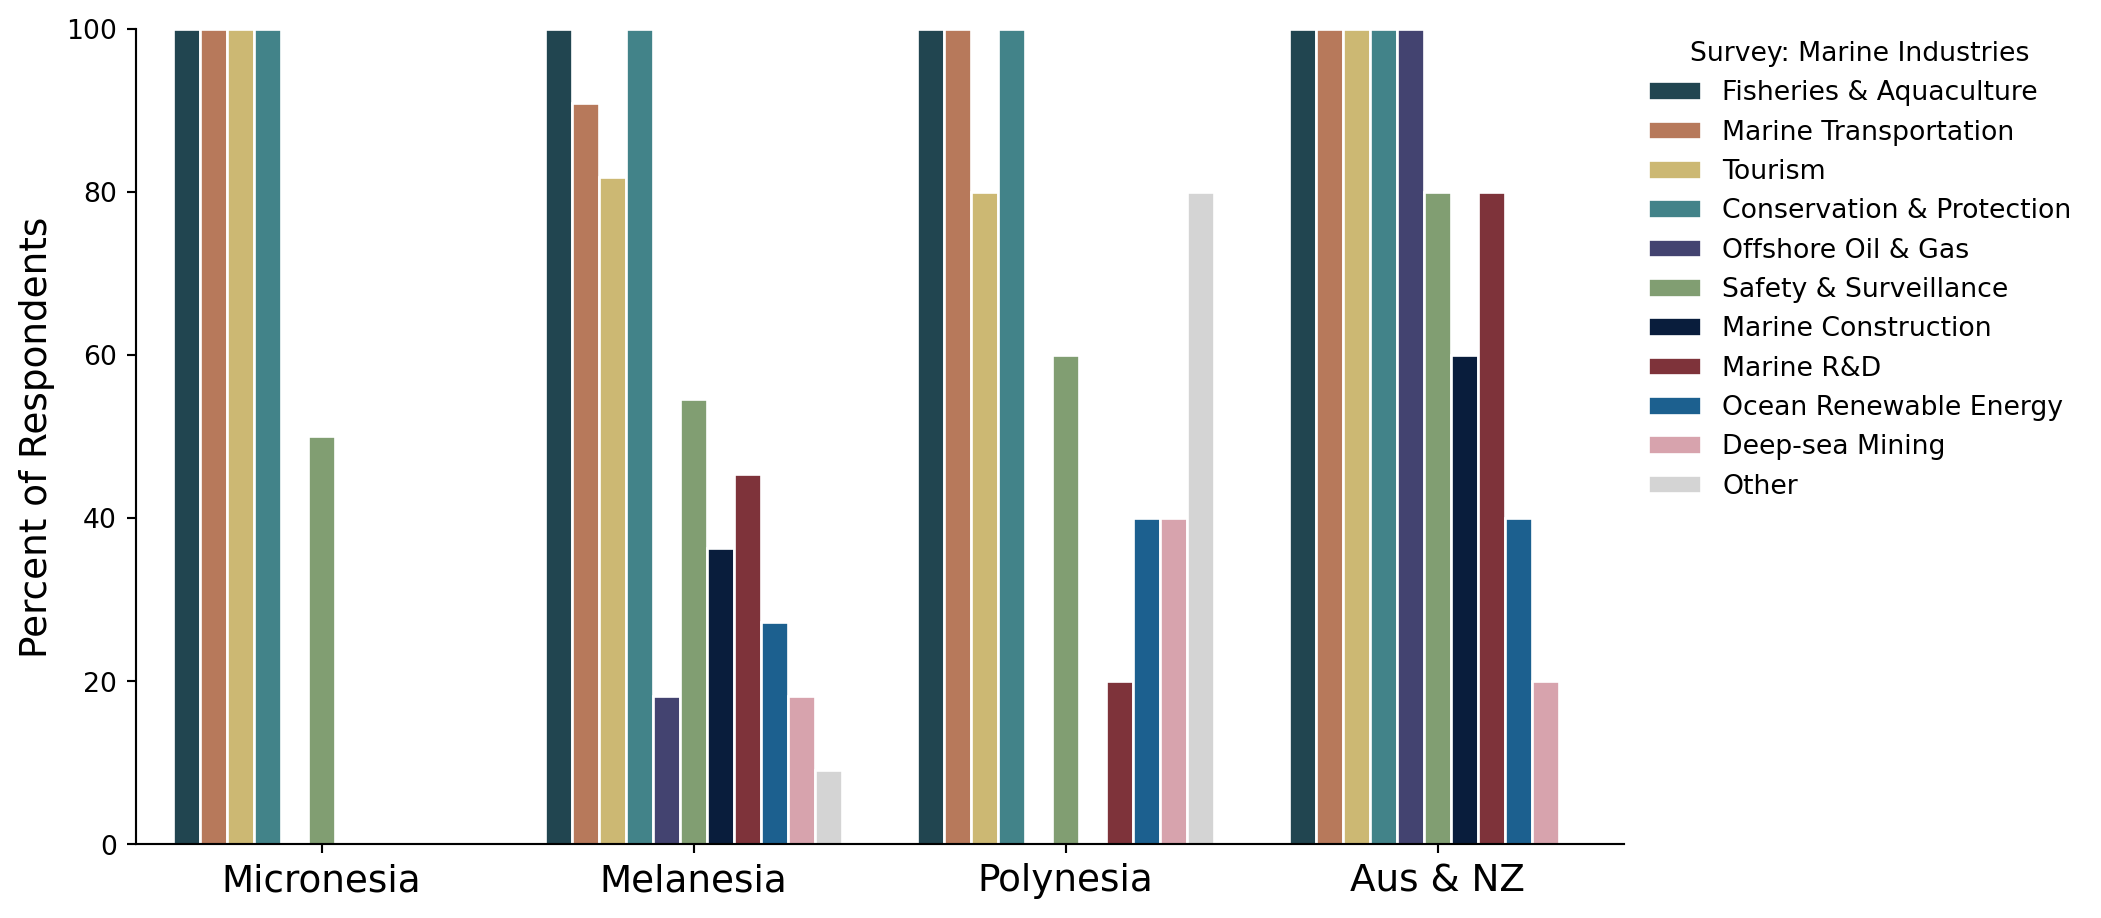 100
80
60
40
20
0
Percent of Respondents
Micronesia
Melanesia
Polynesia
Aus & NZ
Survey: Marine Industries
Fisheries & Aquaculture
Marine Transportation
Tourism
Conservation & Protection
Offshore Oil & Gas
Safety & Surveillance
Marine Construction
Marine R&D
Ocean Renewable Energy
Deep-sea Mining
Other